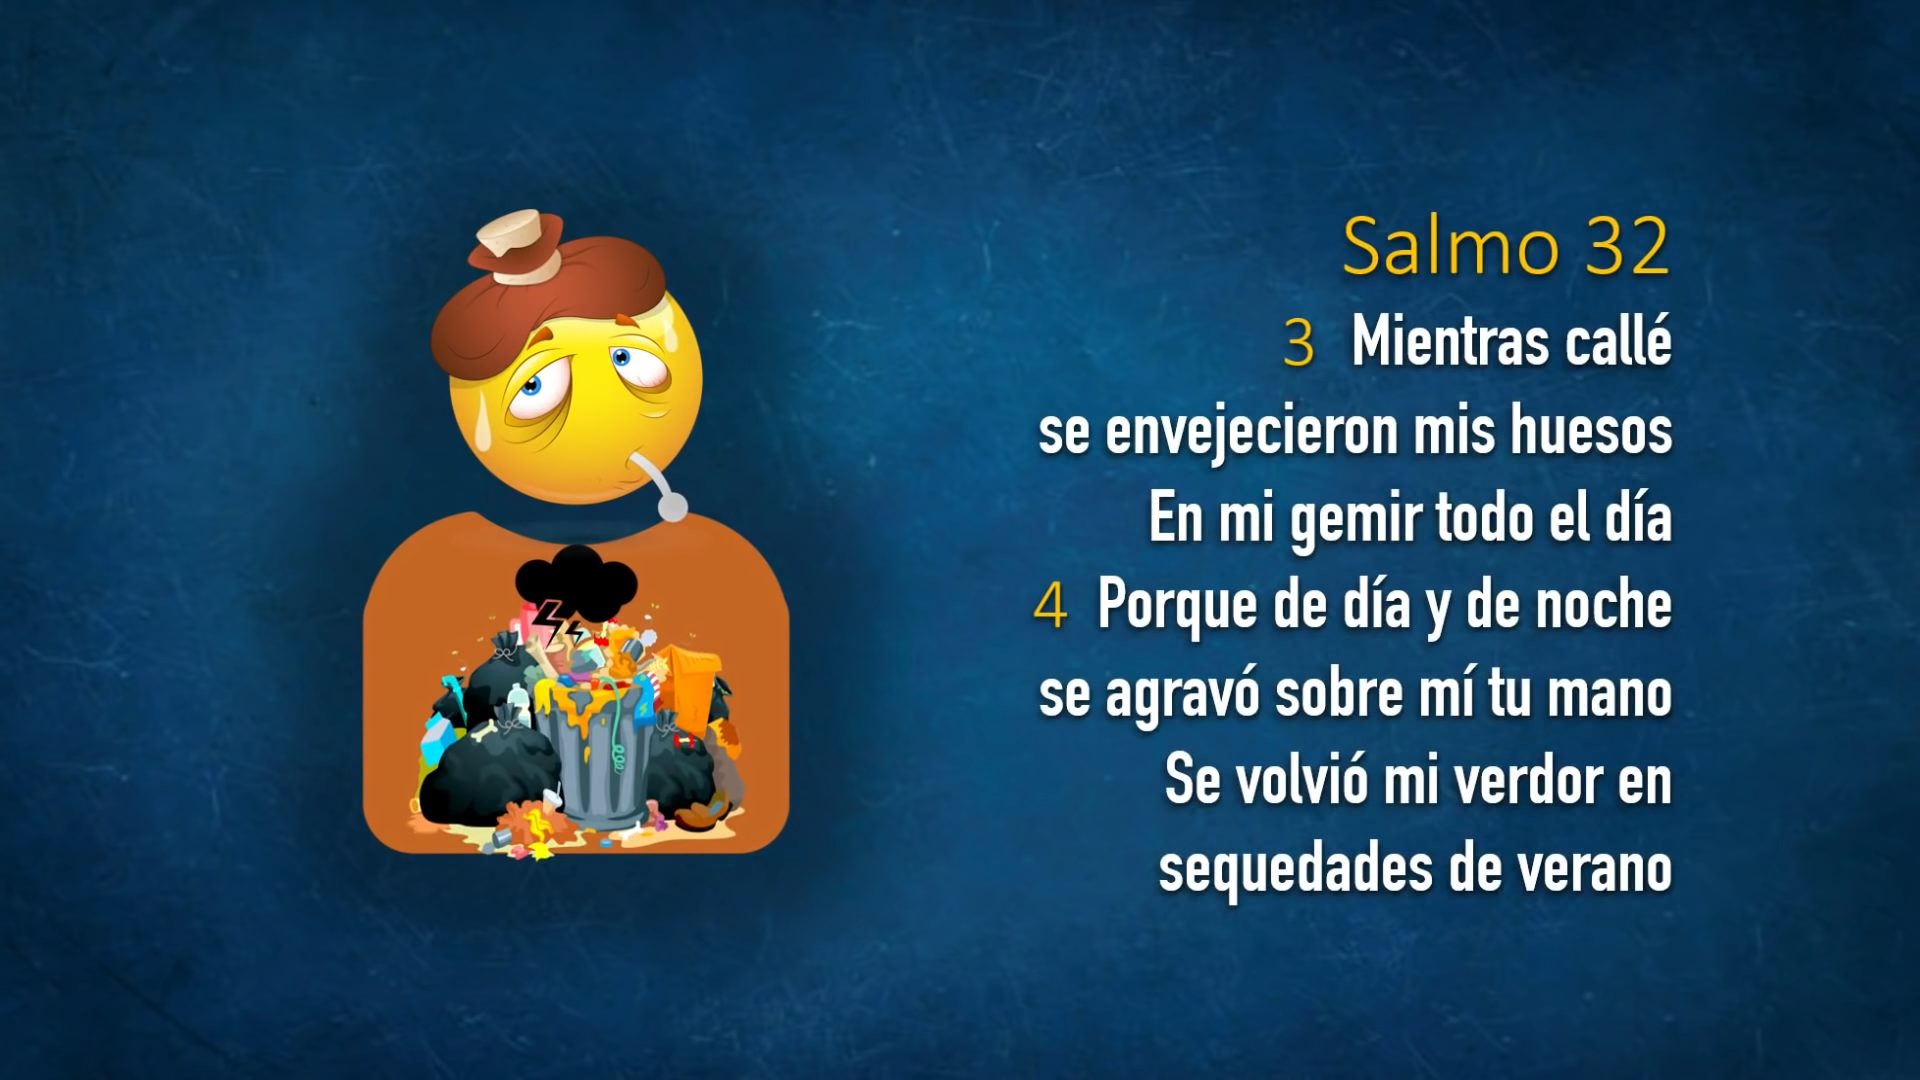 Salmo 32
3 Mientras callé
se envejecieron mis huesos
En mi gemir todo el día
4 Porque de día y de noche
se agravó sobre mí tu mano
Se volvió mi verdor en
sequedades de verano